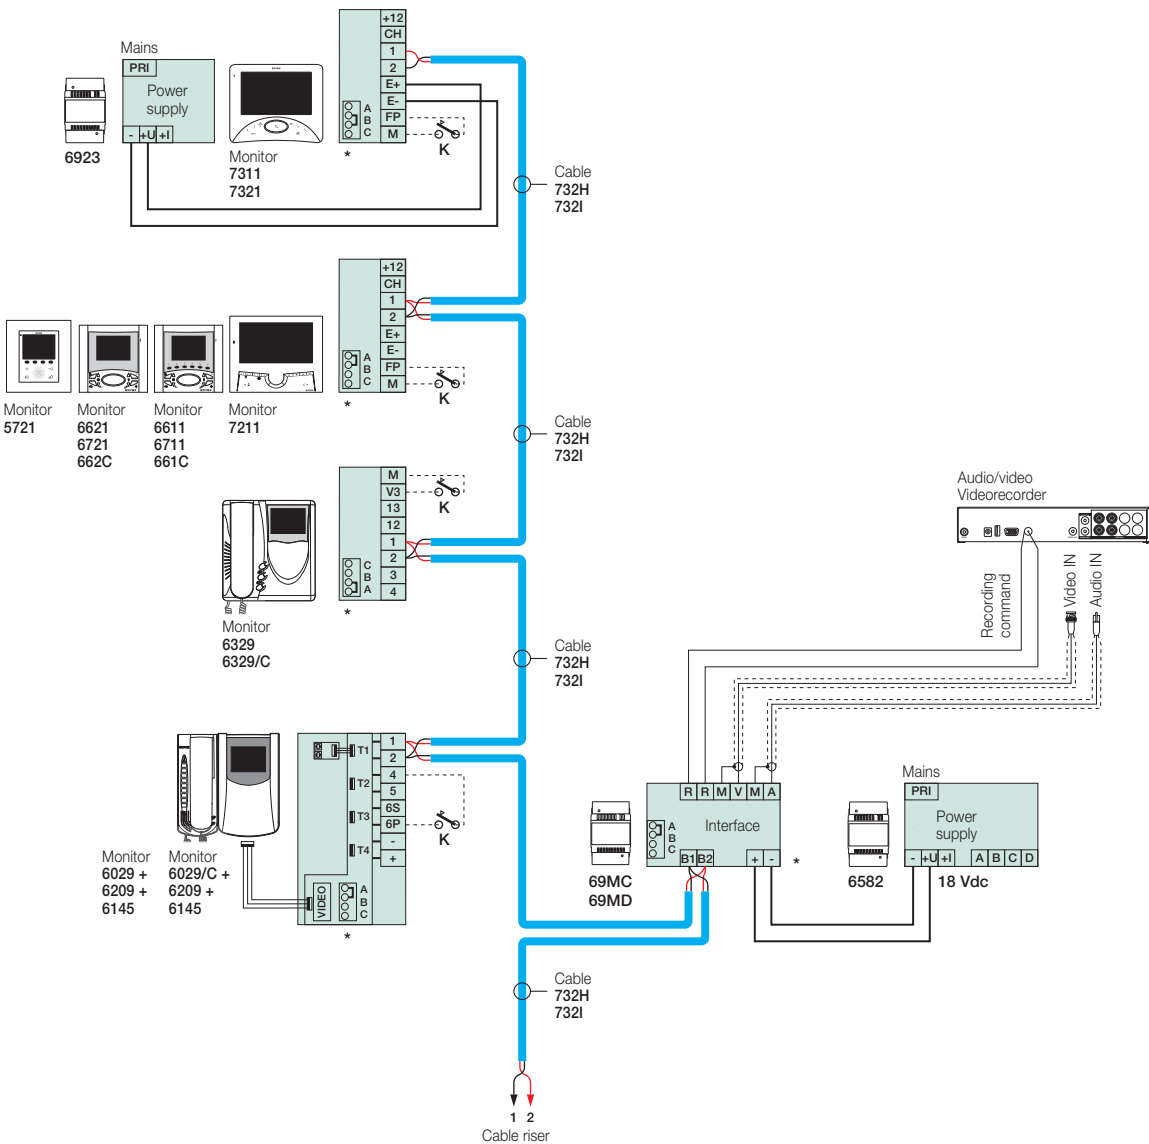 Mains
PRI
Power
supply
- +U +I
6923
Monitor
7311
7321
+12
CH
1
2
E+
E-
FP
M
A
B
C
*
K
Cable
732H
732I
+12
CH
1
2
E+
E-
FP
M
A
B
C
*
K
Monitor
5721
Monitor
6621
6721
662C
Monitor
6611
6711
661C
Monitor
7211
Cable
732H
732I
M
V3
13
12
1
2
3
4
C
B
A
*
K
Monitor
6329
6329/C
Cable
732H
732I
Audio/video
Videorecorder
Recording
command
Video IN
Audio IN
1
2
4
5
6S
6P
-
+
T1
T2
T3
T4
VIDEO
A
B
C
*
K
Monitor
6029 +
6209 +
6145
Monitor
6029/C +
6209 +
6145
R R M V M A
A
B
C
Interface
B1 B2 + -
*
69MC
69MD
Mains
PRI
Power
supply
- +U +I A B C D
6582
18 Vdc
Cable
732H
732I
1 2
Cable riser